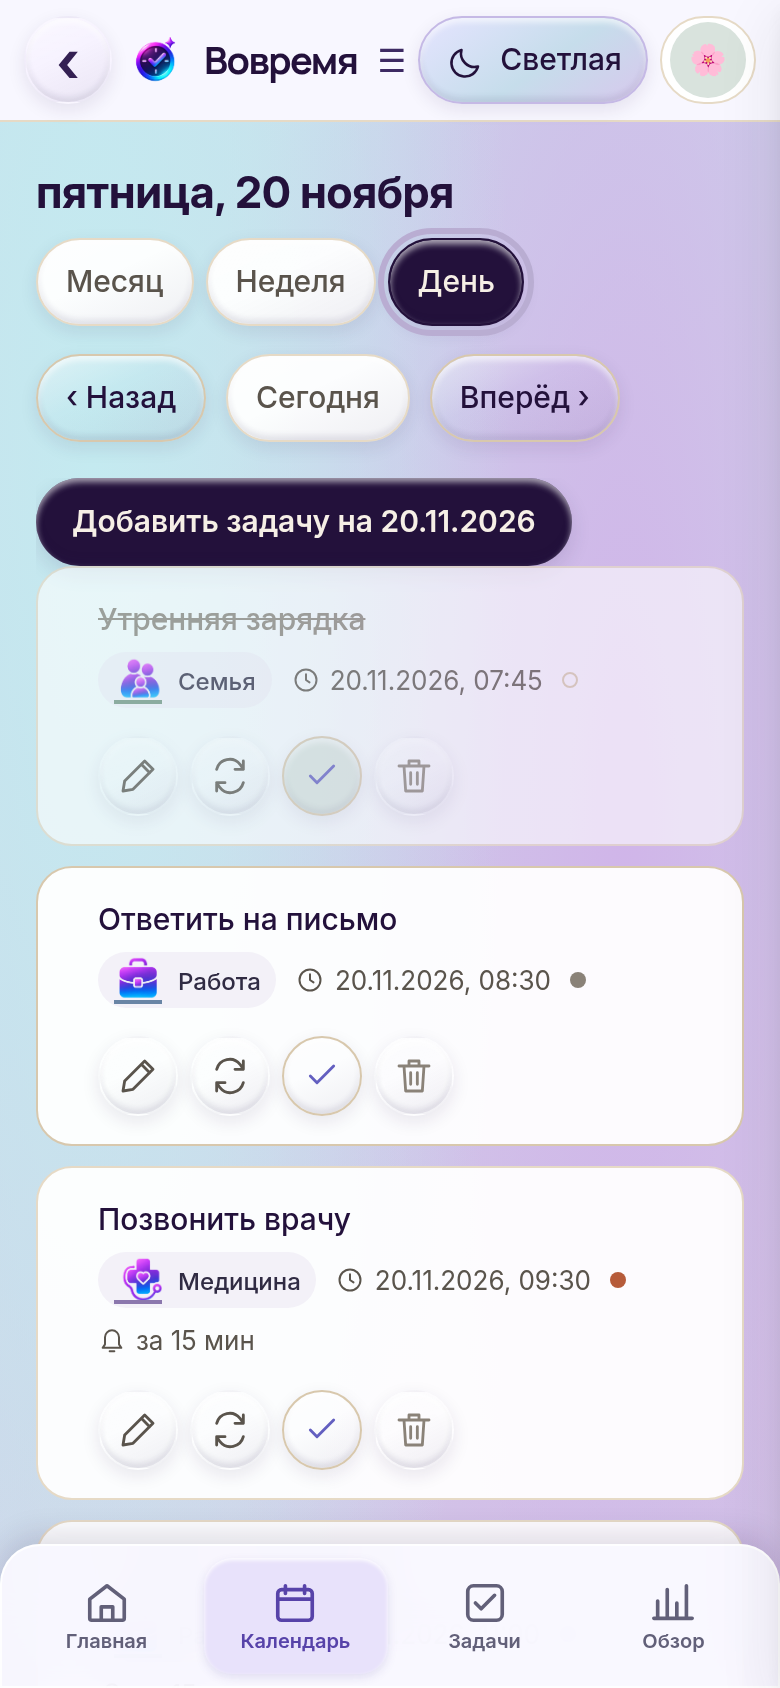 Вовремя
Светлая
пятница, 20 ноября
Месяц Неделя День
‹ Назад Сегодня Вперёд ›
Добавить задачу на 20.11.2026
Утренняя зарядка
Семья 20.11.2026, 07:45
Ответить на письмо
Работа 20.11.2026, 08:30
Позвонить врачу
Медицина 20.11.2026, 09:30
за 15 мин
Главная Календарь Задачи Обзор